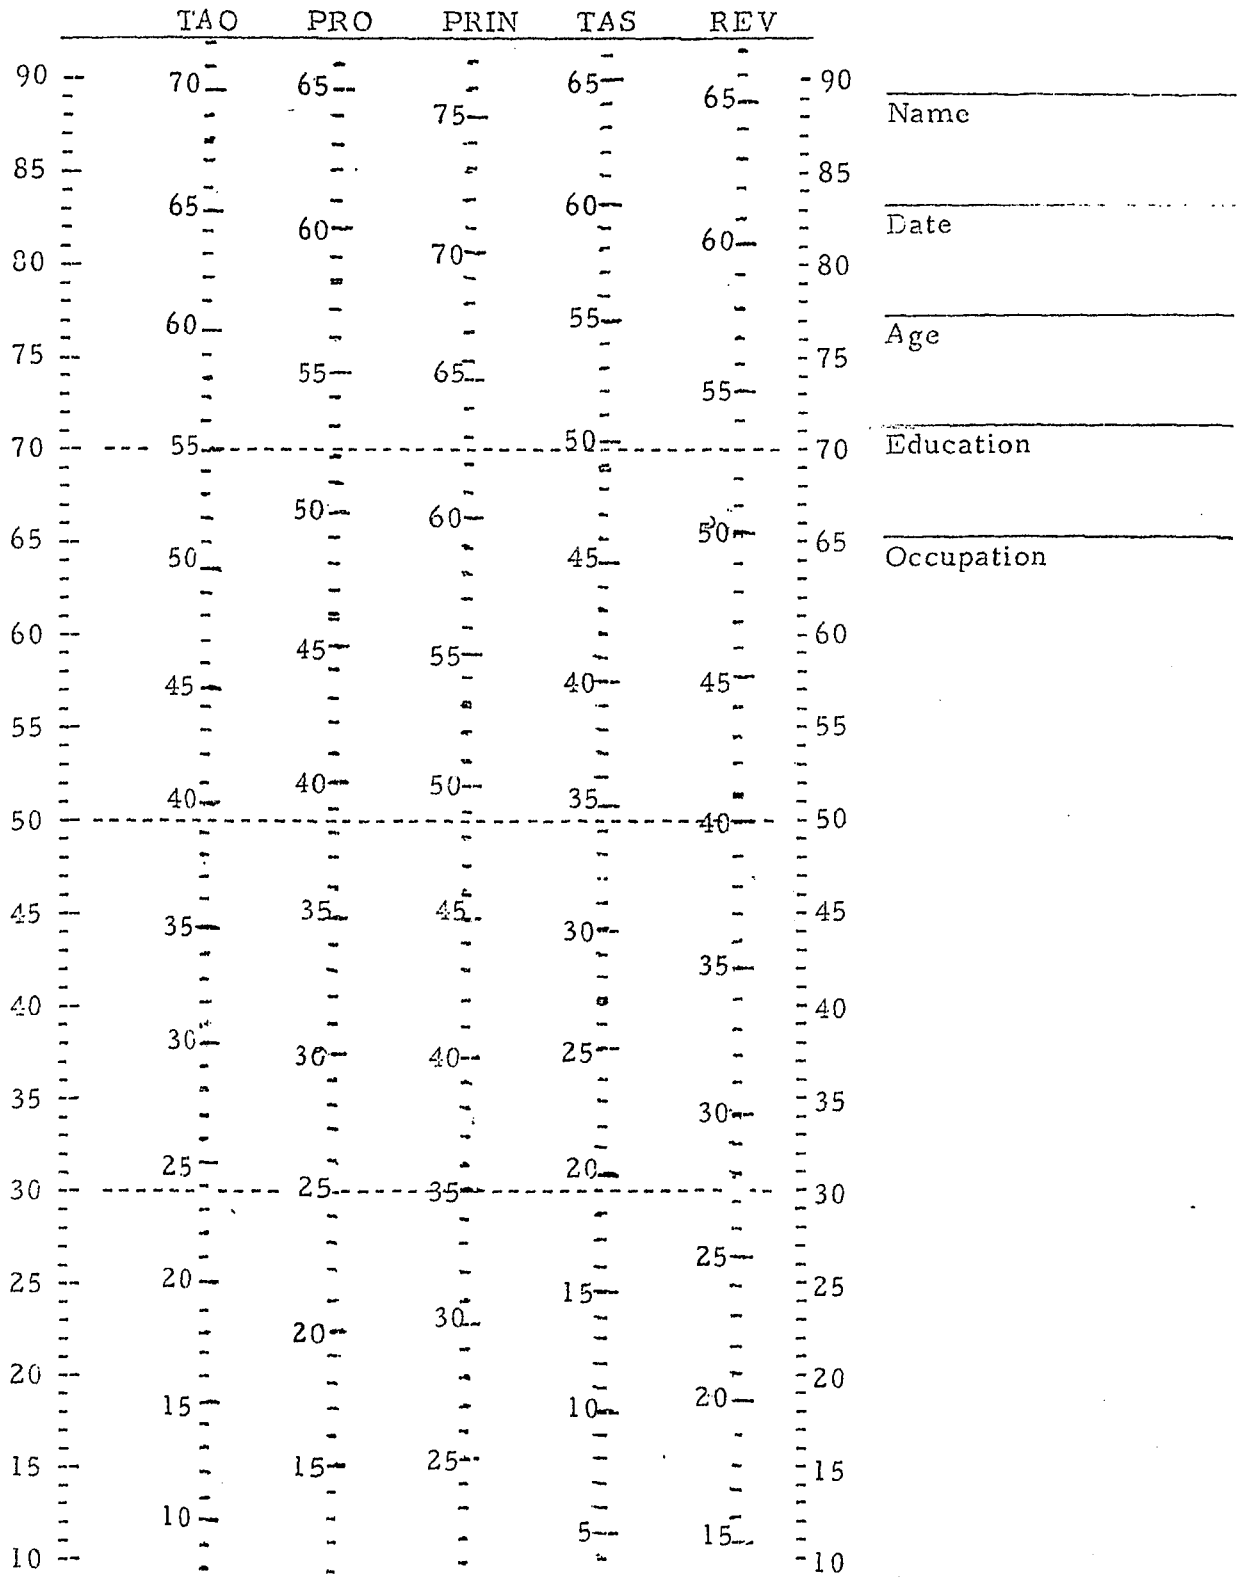 TAO PRO PRIN TAS REV
90 70 65 65 90
75 65
Name
85 85
65 60
60 Date
70 60
80 80
60 55
Age
75 75
55 65 55
70 55 50 70 Education
50 60
50
65 50 45 65
Occupation
60 60
45 55
45 40 45
55 55
40 50
40 35
50 40 50
45 35 45 45
35 30
35
40 40
30
30 40 25
35 35
30
25 20
30 25 35 30
25
25 20 15 25
20 30
20 20
15 10 20
15 15 25 15
10
5 15
10 10